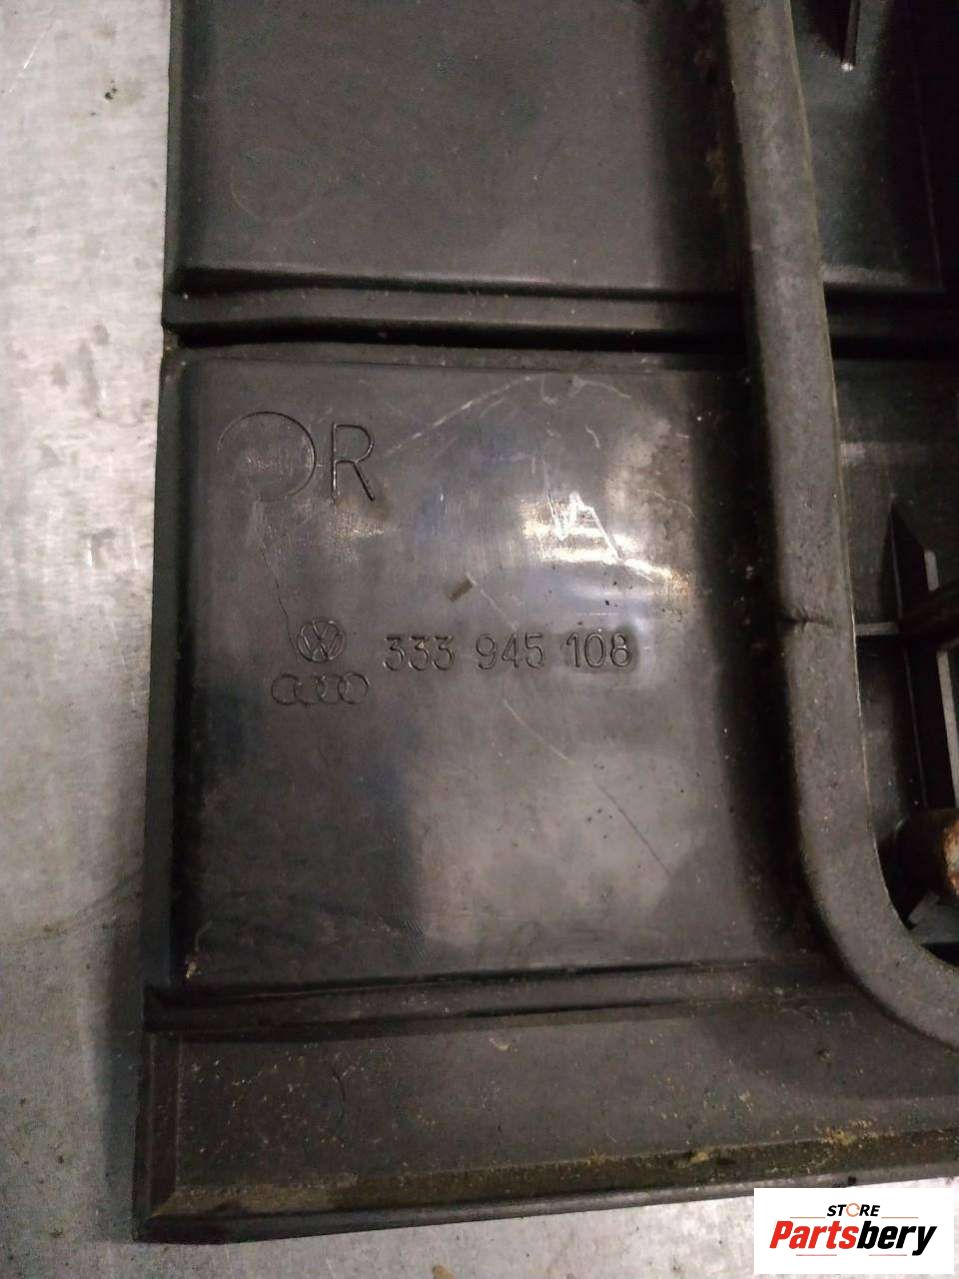 R
333 945 108
STORE
Partsbery